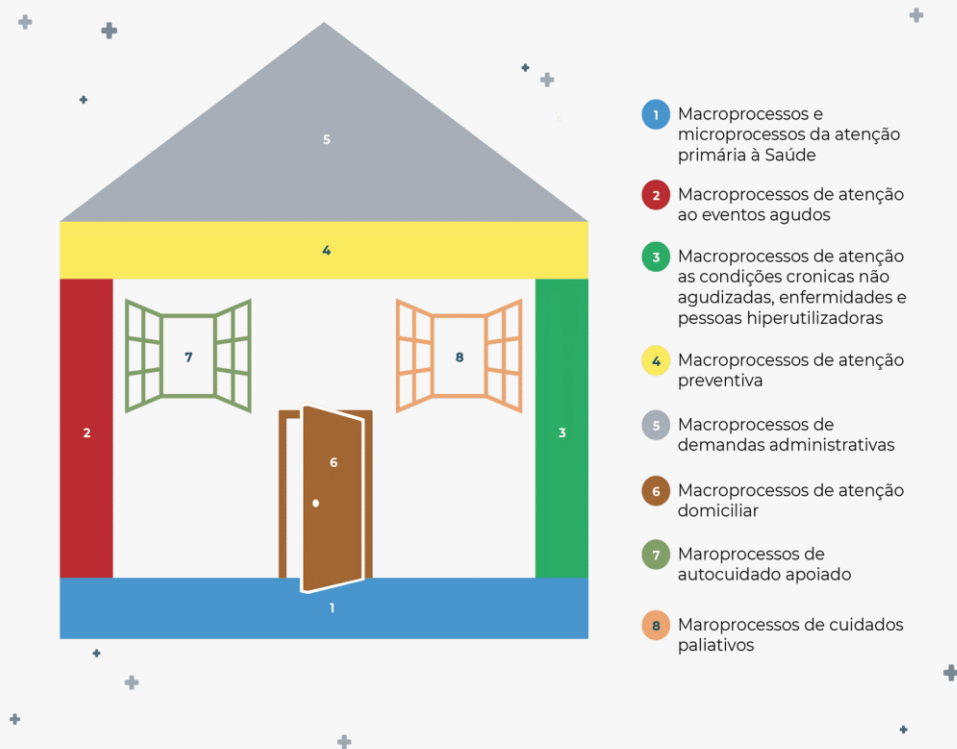 5
4
7
8
2
6
3
1
1 Macroprocessos e
microprocessos da atenção
primária à Saúde
2 Macroprocessos de atenção
ao eventos agudos
3 Macroprocessos de atenção
as condições cronicas não
agudizadas, enfermidades e
pessoas hiperutilizadoras
4 Macroprocessos de atenção
preventiva
5 Macroprocessos de
demandas administrativas
6 Macroprocessos de atenção
domiciliar
7 Maroprocessos de
autocuidado apoiado
8 Maroprocessos de cuidados
paliativos